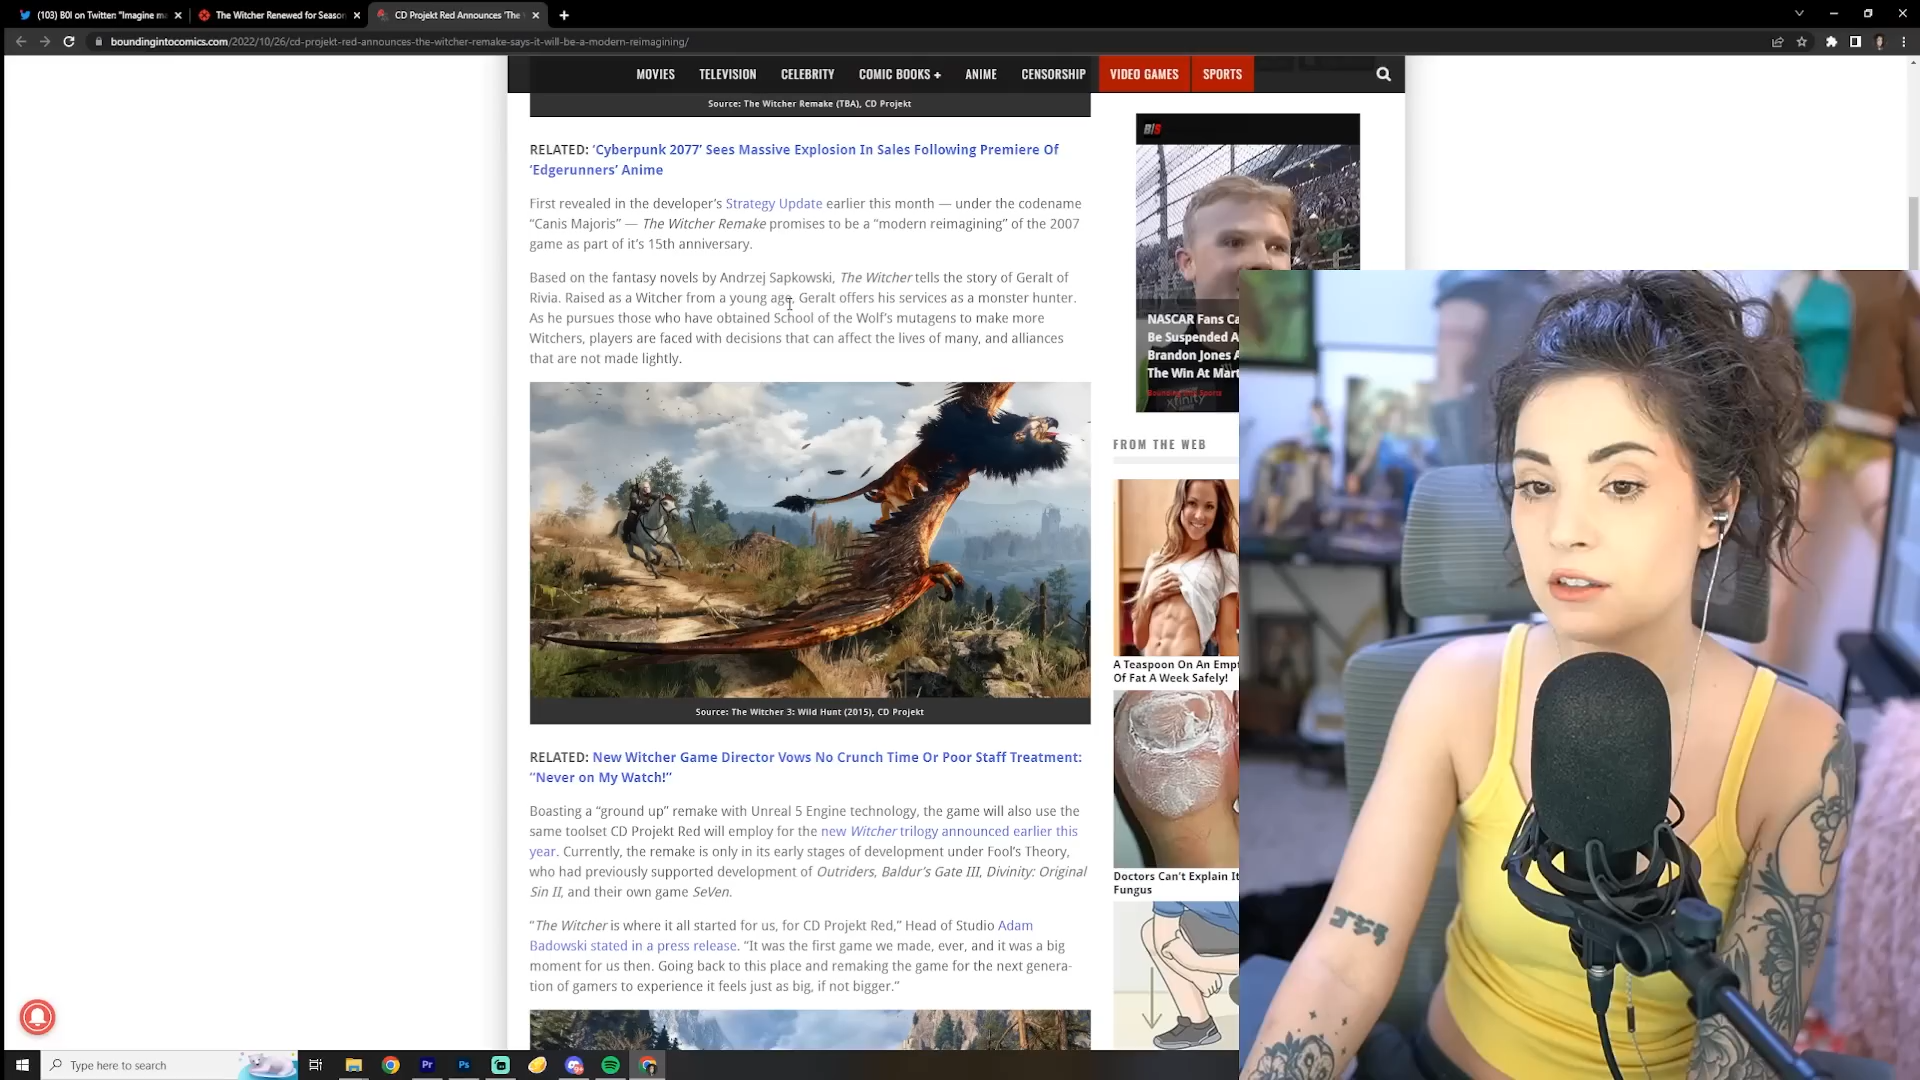 (103) B0I on Twitter: "Imagine m
The Witcher Renewed for Season
CD Projekt Red Announces 'The
boundingintocomics.com/2022/10/26/cd-projekt-red-announces-the-witcher-remake-says-it-will-be-a-modern-reimagining/
MOVIES TELEVISION CELEBRITY COMIC BOOKS + ANIME CENSORSHIP VIDEO GAMES SPORTS
Source: The Witcher Remake (TBA), CD Projekt
RELATED: ‘Cyberpunk 2077’ Sees Massive Explosion In Sales Following Premiere Of
‘Edgerunners’ Anime
First revealed in the developer’s Strategy Update earlier this month — under the codename
“Canis Majoris” — The Witcher Remake promises to be a “modern reimagining” of the 2007
game as part of it’s 15th anniversary.
Based on the fantasy novels by Andrzej Sapkowski, The Witcher tells the story of Geralt of
Rivia. Raised as a Witcher from a young age, Geralt offers his services as a monster hunter.
As he pursues those who have obtained School of the Wolf’s mutagens to make more
Witchers, players are faced with decisions that can affect the lives of many, and alliances
that are not made lightly.
Source: The Witcher 3: Wild Hunt (2015), CD Projekt
RELATED: New Witcher Game Director Vows No Crunch Time Or Poor Staff Treatment:
“Never on My Watch!”
Boasting a “ground up” remake with Unreal 5 Engine technology, the game will also use the
same toolset CD Projekt Red will employ for the new Witcher trilogy announced earlier this
year. Currently, the remake is only in its early stages of development under Fool’s Theory,
who had previously supported development of Outriders, Baldur’s Gate III, Divinity: Original
Sin II, and their own game SeVen.
“The Witcher is where it all started for us, for CD Projekt Red,” Head of Studio Adam
Badowski stated in a press release. “It was the first game we made, ever, and it was a big
moment for us then. Going back to this place and remaking the game for the next genera-
tion of gamers to experience it feels just as big, if not bigger.”
B/S
NASCAR Fans Ca
Be Suspended A
Brandon Jones A
The Win At Mart
Bounding Into Sports
xfinity
FROM THE WEB
A Teaspoon On An Empt
Of Fat A Week Safely!
Doctors Can't Explain It
Fungus
Type here to search
Pr
Ps